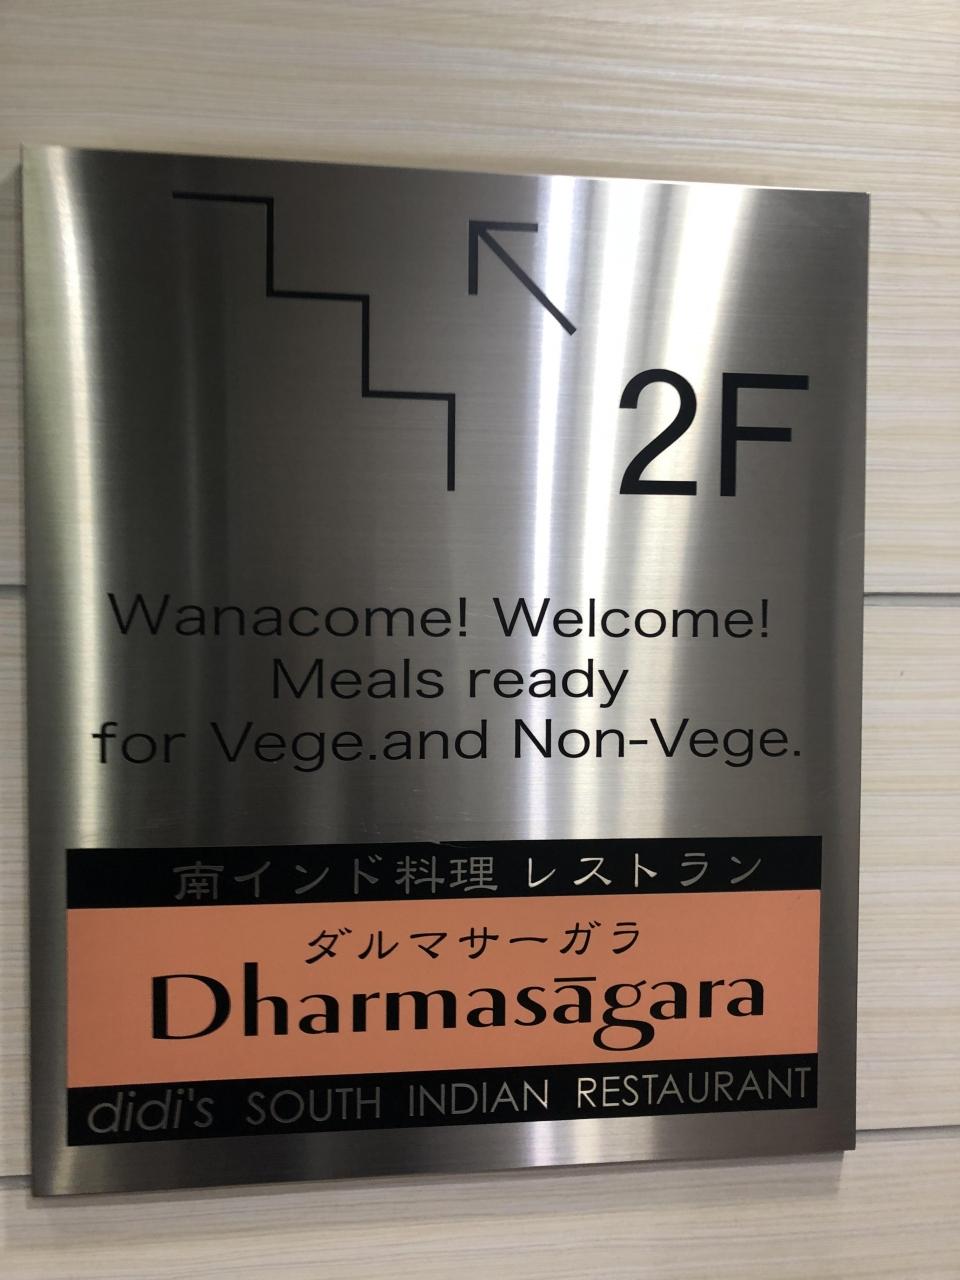 2F
Wanacome! Welcome!
Meals ready
for Vege.and Non-Vege.
南インド料理 レストラン
ダルマサーガラ
Dharmasāgara
didi's SOUTH INDIAN RESTAURANT